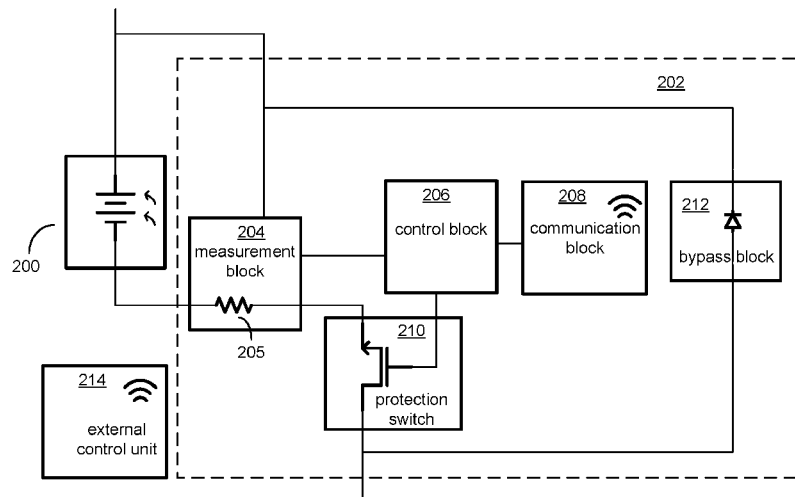 202
200
204
measurement
block
205
206
control block
208
communication
block
212
bypass block
210
protection
switch
214
external
control unit